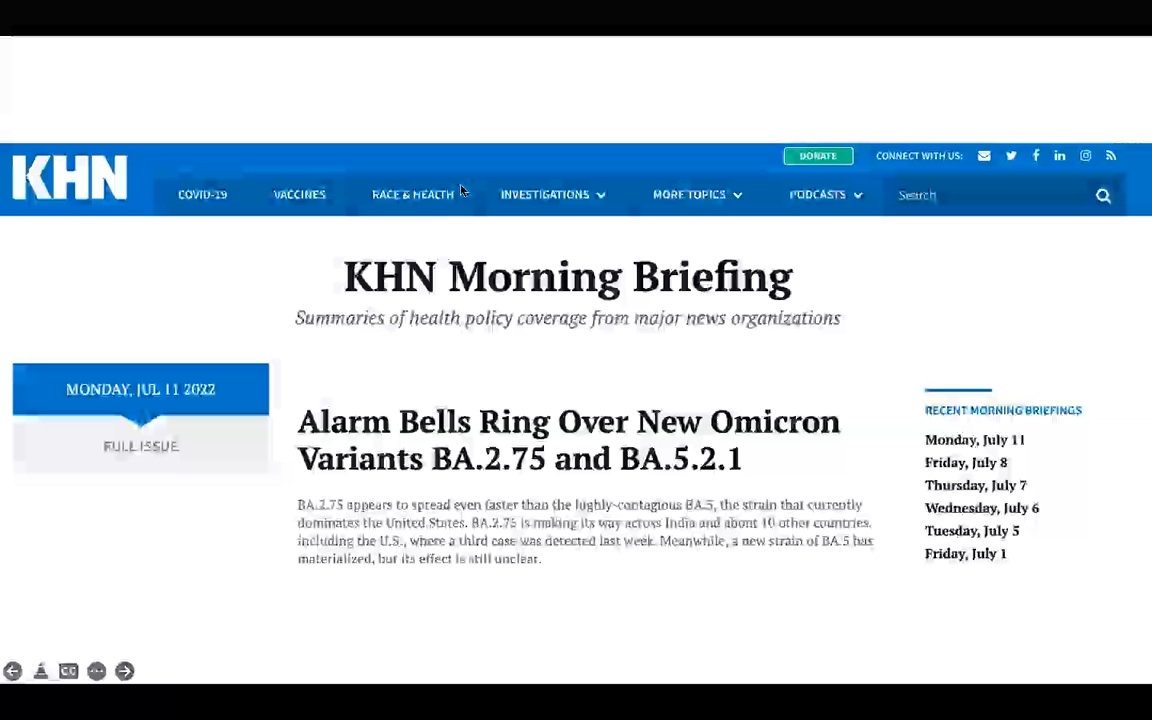 DONATE
CONNECT WITH US:
KHN
COVID-19
VACCINES
RACE & HEALTH
INVESTIGATIONS
MORE TOPICS
PODCASTS
Search
KHN Morning Briefing
Summaries of health policy coverage from major news organizations
MONDAY, JUL 11 2022
FULL ISSUE
Alarm Bells Ring Over New Omicron
Variants BA.2.75 and BA.5.2.1
BA.2.75 appears to spread even faster than the highly-contagious BA.5, the strain that currently
dominates the United States. BA.2.75 is making its way across India and about 10 other countries,
including the U.S., where a third case was detected last week. Meanwhile, a new strain of BA.5 has
materialized, but its effect is still unclear.
RECENT MORNING BRIEFINGS
Monday, July 11
Friday, July 8
Thursday, July 7
Wednesday, July 6
Tuesday, July 5
Friday, July 1
CC